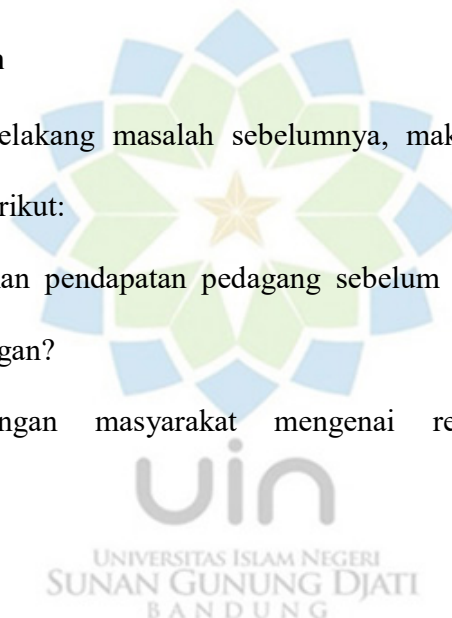 elakang masalah sebelumnya, mak
rikut:
an pendapatan pedagang sebelum
gan?
ngan masyarakat mengenai re
uin
UNIVERSITAS ISLAM NEGERI
SUNAN GUNUNG DJATI
BANDUNG